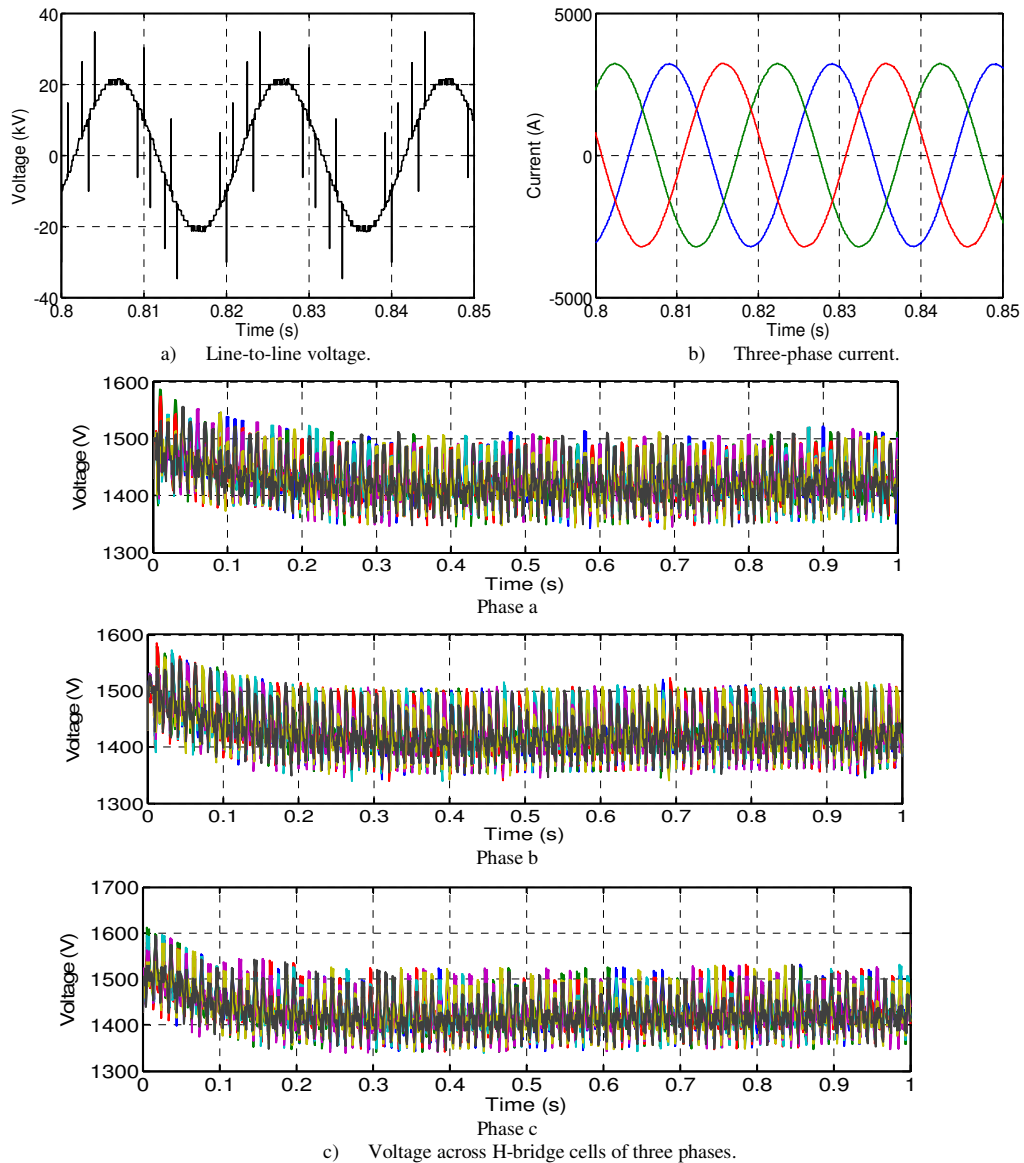 40
20
0
-20
-40
Voltage (kV)
0.8 0.81 0.82 0.83 0.84 0.85
Time (s)
a) Line-to-line voltage.
5000
0
-5000
Current (A)
0.8 0.81 0.82 0.83 0.84 0.85
Time (s)
b) Three-phase current.
1600
1500
1400
1300
Voltage (V)
0 0.1 0.2 0.3 0.4 0.5 0.6 0.7 0.8 0.9 1
Time (s)
Phase a
1600
1500
1400
1300
Voltage (V)
0 0.1 0.2 0.3 0.4 0.5 0.6 0.7 0.8 0.9 1
Time (s)
Phase b
1700
1600
1500
1400
1300
Voltage (V)
0 0.1 0.2 0.3 0.4 0.5 0.6 0.7 0.8 0.9 1
Time (s)
Phase c
c) Voltage across H-bridge cells of three phases.